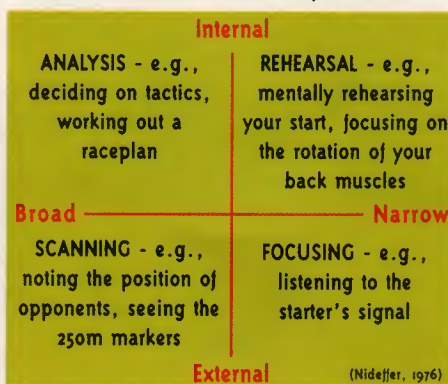 Internal
ANALYSIS - e.g.,
deciding on tactics,
working out a
raceplan
REHEARSAL - e.g.,
mentally rehearsing
your start, focusing on
the rotation of your
back muscles
Broad
Narrow
SCANNING - e.g.,
noting the position of
opponents, seeing the
250m markers
FOCUSING - e.g.,
listening to the
starter's signal
External
(Nideffer, 1976)